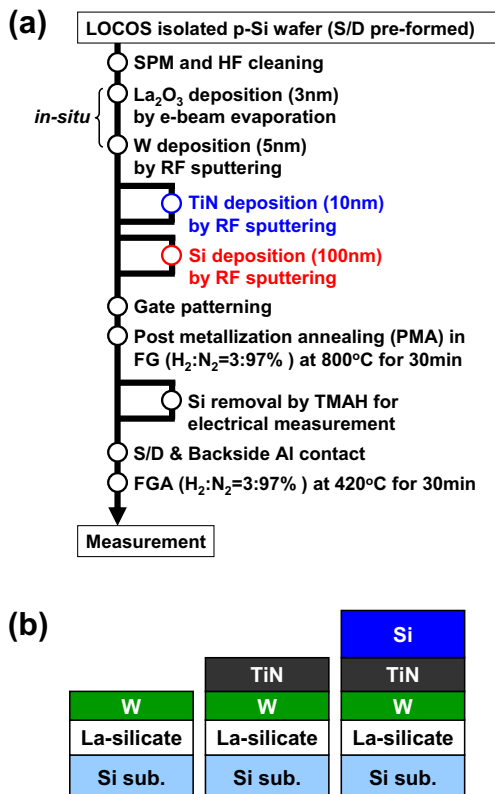 (a)
LOCOS isolated p-Si wafer (S/D pre-formed)
SPM and HF cleaning
in-situ
La₂O₃ deposition (3nm)
by e-beam evaporation
W deposition (5nm)
by RF sputtering
TiN deposition (10nm)
by RF sputtering
Si deposition (100nm)
by RF sputtering
Gate patterning
Post metallization annealing (PMA) in
FG (H₂:N₂=3:97% ) at 800ºC for 30min
Si removal by TMAH for
electrical measurement
S/D & Backside Al contact
FGA (H₂:N₂=3:97% ) at 420ºC for 30min
Measurement
(b)
W
La-silicate
Si sub.
TiN
W
La-silicate
Si sub.
Si
TiN
W
La-silicate
Si sub.